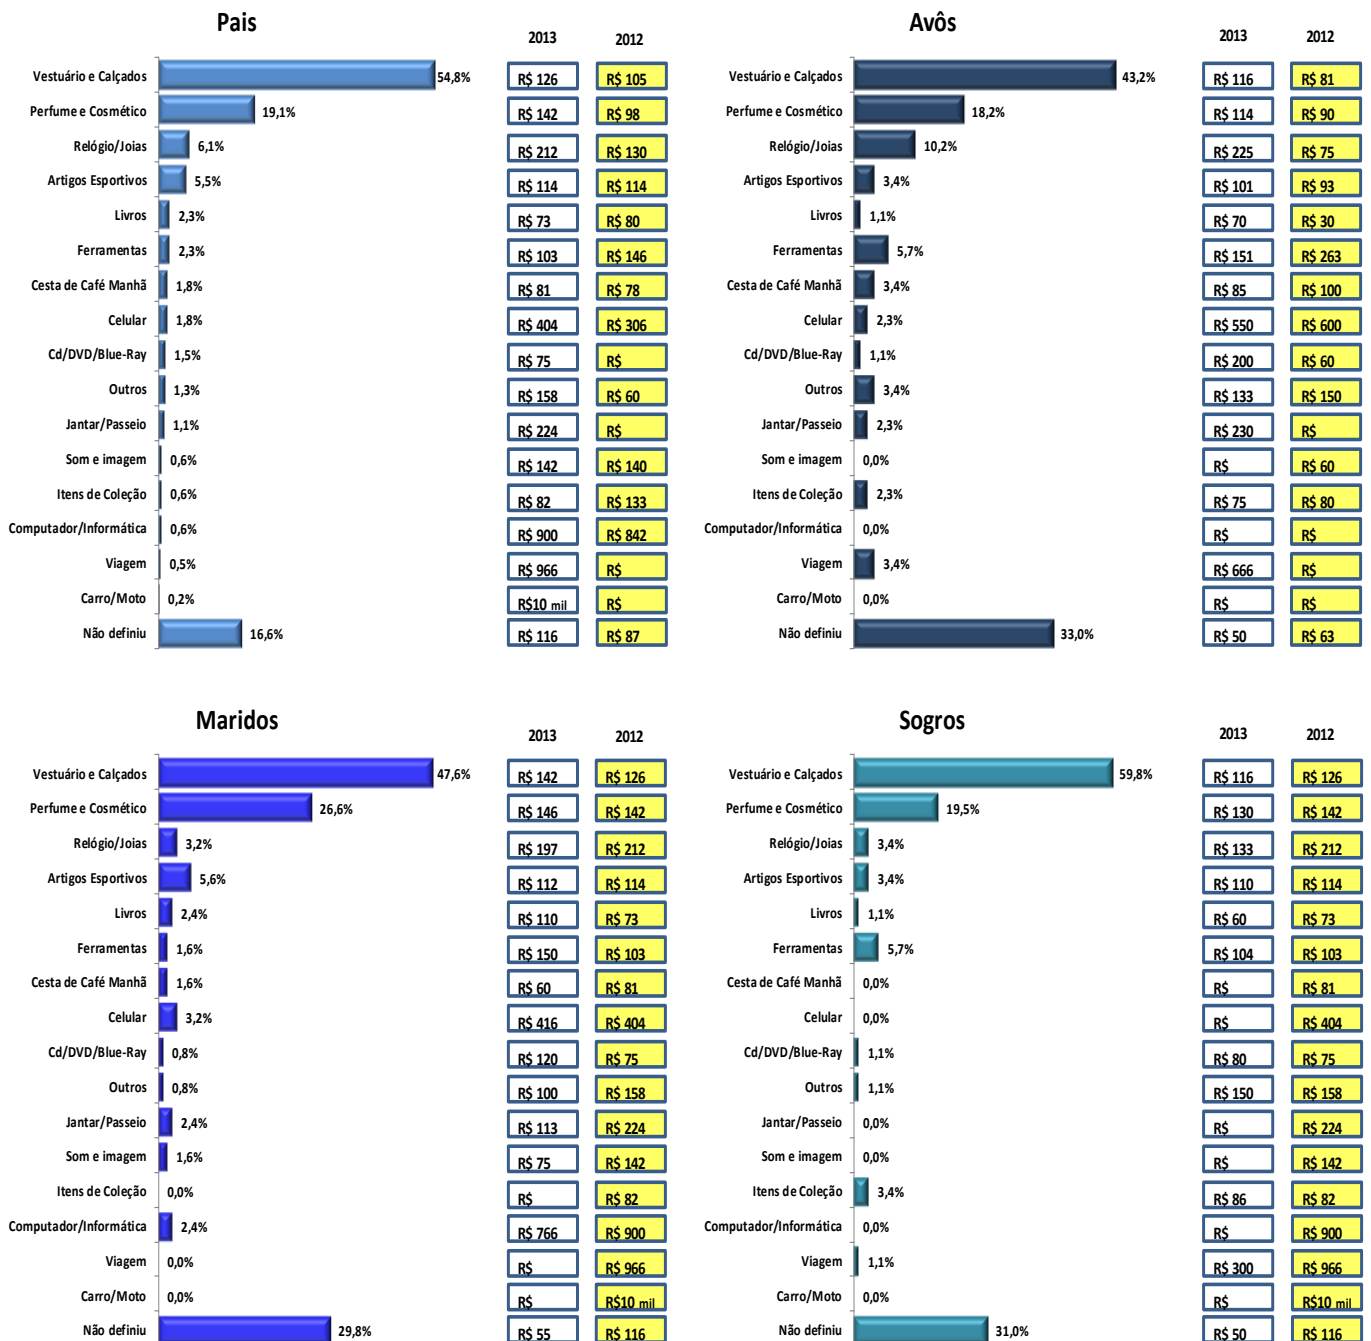 Pais
2013 2012
Vestuário e Calçados 54,8% R$ 126 R$ 105
Perfume e Cosmético 19,1% R$ 142 R$ 98
Relógio/Joias 6,1% R$ 212 R$ 130
Artigos Esportivos 5,5% R$ 114 R$ 114
Livros 2,3% R$ 73 R$ 80
Ferramentas 2,3% R$ 103 R$ 146
Cesta de Café Manhã 1,8% R$ 81 R$ 78
Celular 1,8% R$ 404 R$ 306
Cd/DVD/Blue-Ray 1,5% R$ 75 R$
Outros 1,3% R$ 158 R$ 60
Jantar/Passeio 1,1% R$ 224 R$
Som e imagem 0,6% R$ 142 R$ 140
Itens de Coleção 0,6% R$ 82 R$ 133
Computador/Informática 0,6% R$ 900 R$ 842
Viagem 0,5% R$ 966 R$
Carro/Moto 0,2% R$10 mil R$
Não definiu 16,6% R$ 116 R$ 87
Avôs
2013 2012
Vestuário e Calçados 43,2% R$ 116 R$ 81
Perfume e Cosmético 18,2% R$ 114 R$ 90
Relógio/Joias 10,2% R$ 225 R$ 75
Artigos Esportivos 3,4% R$ 101 R$ 93
Livros 1,1% R$ 70 R$ 30
Ferramentas 5,7% R$ 151 R$ 263
Cesta de Café Manhã 3,4% R$ 85 R$ 100
Celular 2,3% R$ 550 R$ 600
Cd/DVD/Blue-Ray 1,1% R$ 200 R$ 60
Outros 3,4% R$ 133 R$ 150
Jantar/Passeio 2,3% R$ 230 R$
Som e imagem 0,0% R$ R$ 60
Itens de Coleção 2,3% R$ 75 R$ 80
Computador/Informática 0,0% R$ R$
Viagem 3,4% R$ 666 R$
Carro/Moto 0,0% R$ R$
Não definiu 33,0% R$ 50 R$ 63
Maridos
2013 2012
Vestuário e Calçados 47,6% R$ 142 R$ 126
Perfume e Cosmético 26,6% R$ 146 R$ 142
Relógio/Joias 3,2% R$ 197 R$ 212
Artigos Esportivos 5,6% R$ 112 R$ 114
Livros 2,4% R$ 110 R$ 73
Ferramentas 1,6% R$ 150 R$ 103
Cesta de Café Manhã 1,6% R$ 60 R$ 81
Celular 3,2% R$ 416 R$ 404
Cd/DVD/Blue-Ray 0,8% R$ 120 R$ 75
Outros 0,8% R$ 100 R$ 158
Jantar/Passeio 2,4% R$ 113 R$ 224
Som e imagem 1,6% R$ 75 R$ 142
Itens de Coleção 0,0% R$ R$ 82
Computador/Informática 2,4% R$ 766 R$ 900
Viagem 0,0% R$ R$ 966
Carro/Moto 0,0% R$ R$10 mil
Não definiu 29,8% R$ 55 R$ 116
Sogros
2013 2012
Vestuário e Calçados 59,8% R$ 116 R$ 126
Perfume e Cosmético 19,5% R$ 130 R$ 142
Relógio/Joias 3,4% R$ 133 R$ 212
Artigos Esportivos 3,4% R$ 110 R$ 114
Livros 1,1% R$ 60 R$ 73
Ferramentas 5,7% R$ 104 R$ 103
Cesta de Café Manhã 0,0% R$ R$ 81
Celular 0,0% R$ R$ 404
Cd/DVD/Blue-Ray 1,1% R$ 80 R$ 75
Outros 1,1% R$ 150 R$ 158
Jantar/Passeio 0,0% R$ R$ 224
Som e imagem 0,0% R$ R$ 142
Itens de Coleção 3,4% R$ 86 R$ 82
Computador/Informática 0,0% R$ R$ 900
Viagem 1,1% R$ 300 R$ 966
Carro/Moto 0,0% R$ R$10 mil
Não definiu 31,0% R$ 50 R$ 116